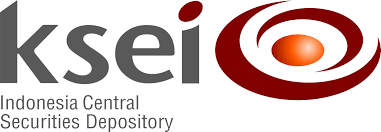 ksei
Indonesia Central
Securities Depository